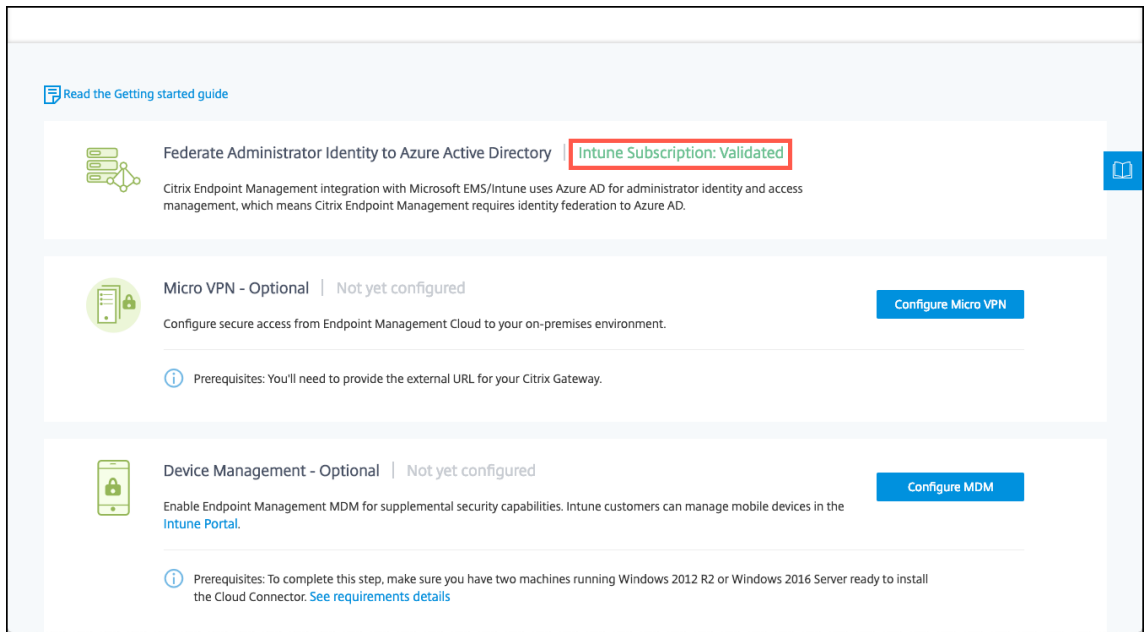 Read the Getting started guide
Federate Administrator Identity to Azure Active Directory | Intune Subscription: Validated
Citrix Endpoint Management integration with Microsoft EMS/Intune uses Azure AD for administrator identity and access
management, which means Citrix Endpoint Management requires identity federation to Azure AD.
Micro VPN - Optional | Not yet configured
Configure Micro VPN
Configure secure access from Endpoint Management Cloud to your on-premises environment.
Prerequisites: You'll need to provide the external URL for your Citrix Gateway.
Device Management - Optional | Not yet configured
Configure MDM
Enable Endpoint Management MDM for supplemental security capabilities. Intune customers can manage mobile devices in the
Intune Portal.
Prerequisites: To complete this step, make sure you have two machines running Windows 2012 R2 or Windows 2016 Server ready to install
the Cloud Connector. See requirements details